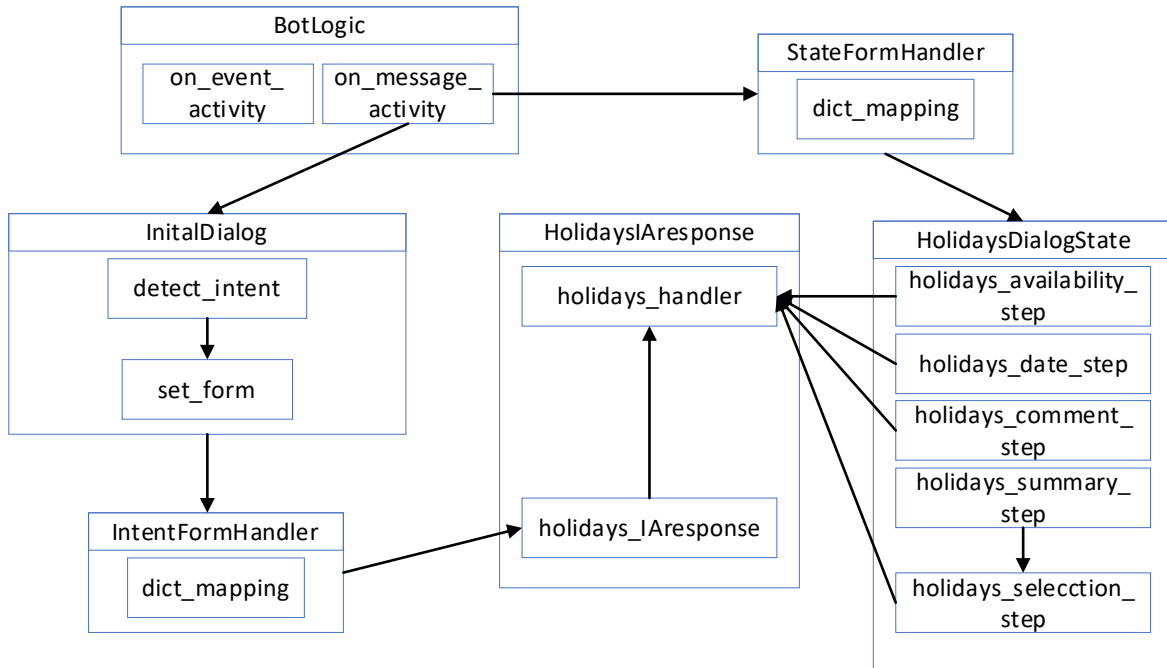 BotLogic
on_event_
activity
on_message_
activity
StateFormHandler
dict_mapping
InitalDialog
detect_intent
set_form
HolidaysIAresponse
holidays_handler
holidays_IAresponse
HolidaysDialogState
holidays_availability_
step
holidays_date_step
holidays_comment_
step
holidays_summary_
step
holidays_selecction_
step
IntentFormHandler
dict_mapping